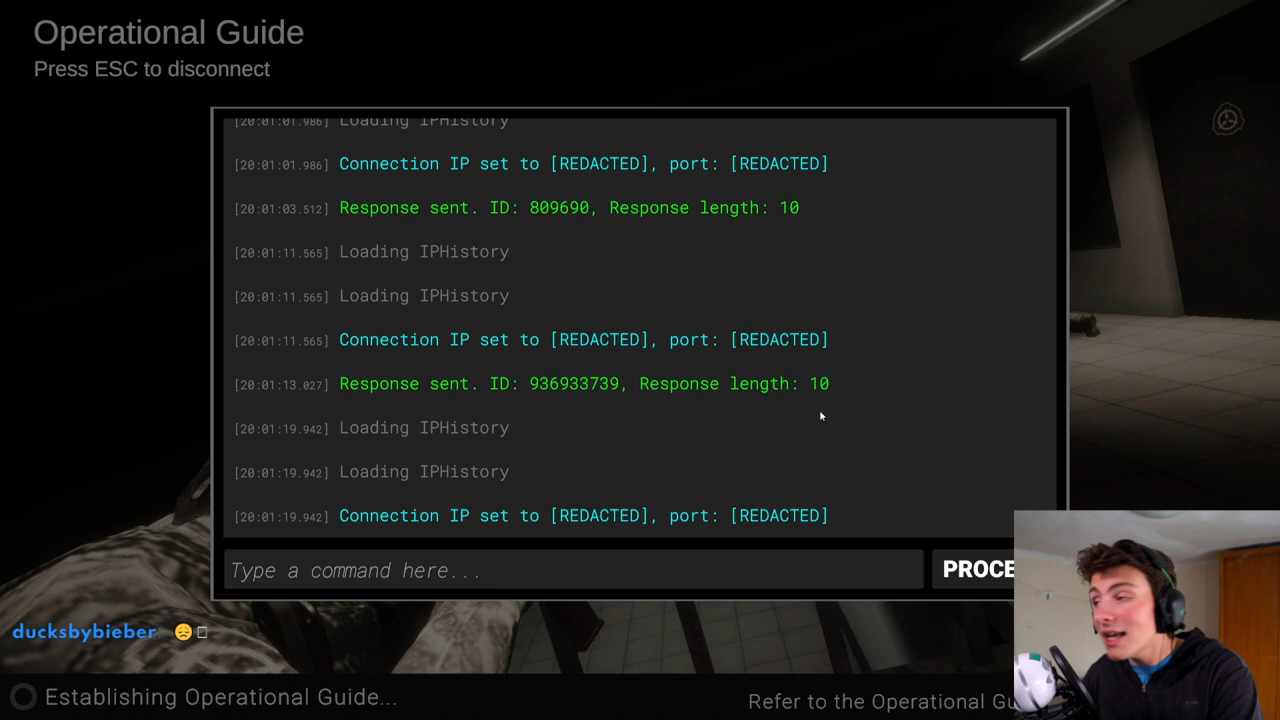 Operational Guide
Press ESC to disconnect
[20:01:01.986] Loading IPHistory
[20:01:01.986] Connection IP set to [REDACTED], port: [REDACTED]
[20:01:03.512] Response sent. ID: 809690, Response length: 10
[20:01:11.565] Loading IPHistory
[20:01:11.565] Loading IPHistory
[20:01:11.565] Connection IP set to [REDACTED], port: [REDACTED]
[20:01:13.027] Response sent. ID: 936933739, Response length: 10
[20:01:19.942] Loading IPHistory
[20:01:19.942] Loading IPHistory
[20:01:19.942] Connection IP set to [REDACTED], port: [REDACTED]
Type a command here... PROCE
ducksbybieber 😞
Establishing Operational Guide...
Refer to the Operational Gu